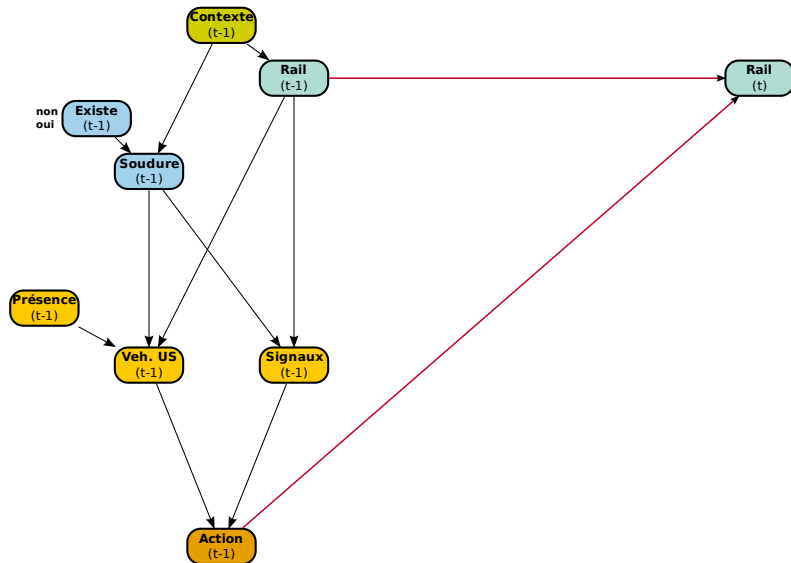 Contexte
(t-1)
Rail
(t-1)
Rail
(t)
non
oui
Existe
(t-1)
Soudure
(t-1)
Présence
(t-1)
Veh. US
(t-1)
Signaux
(t-1)
Action
(t-1)